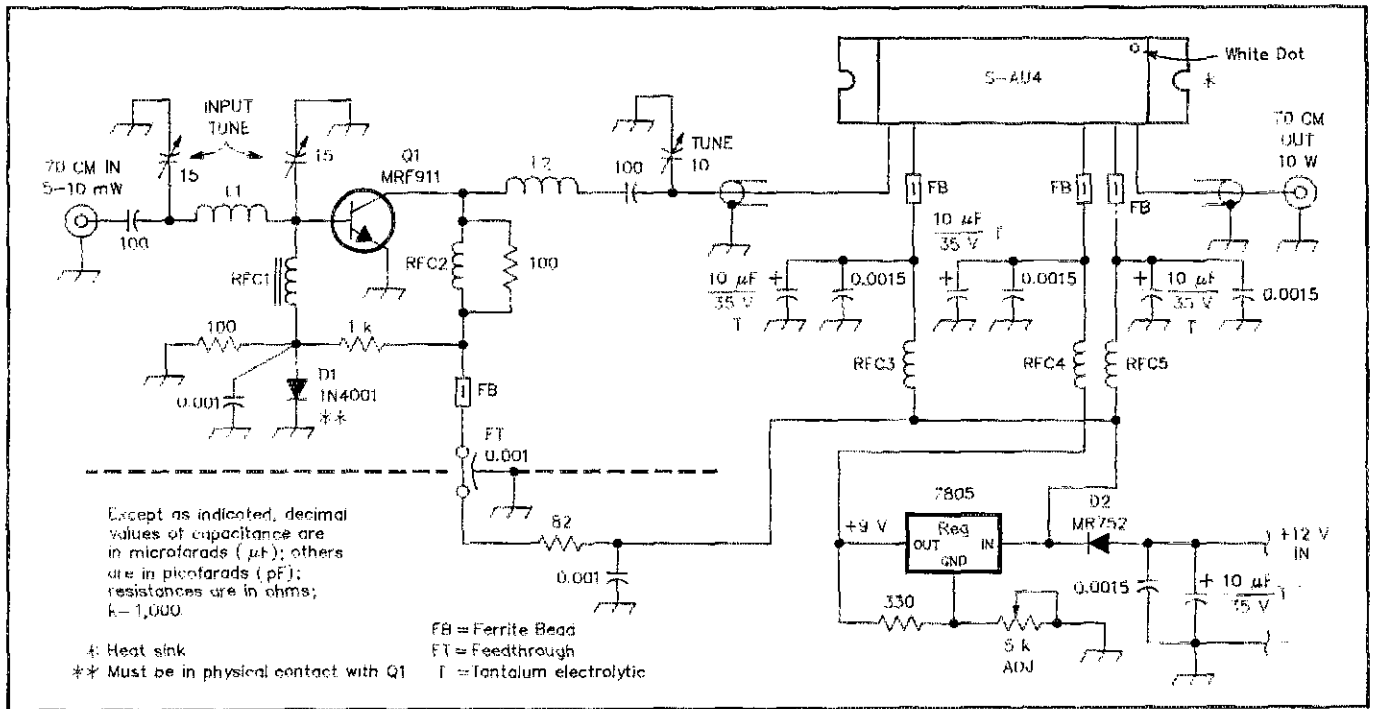 S-AU4
White Dot
*
INPUT
TUNE
70 CM IN
5-10 mW
15
15
L1
100
Q1
MRF911
L2
100
TUNE
10
70 CM
OUT
10 W
FB
FB
FB
RFC1
RFC2
100
10 µF
35 V
T
0.0015
10 µF
35 V
T
0.0015
10 µF
35 V
T
0.0015
100
1 k
0.001
D1
1N4001
**
FB
RFC3
RFC4
RFC5
FT
0.001
82
0.001
7805
Reg
OUT
IN
GND
+9 V
D2
MR752
+12 V
IN
0.0015
+ 10 µF
35 V
T
330
5 k
ADJ
Except as indicated, decimal
values of capacitance are
in microfarads (µF); others
are in picofarads (pF);
resistances are in ohms;
k=1,000
* Heat sink
** Must be in physical contact with Q1
FB = Ferrite Bead
FT = Feedthrough
T = Tantalum electrolytic